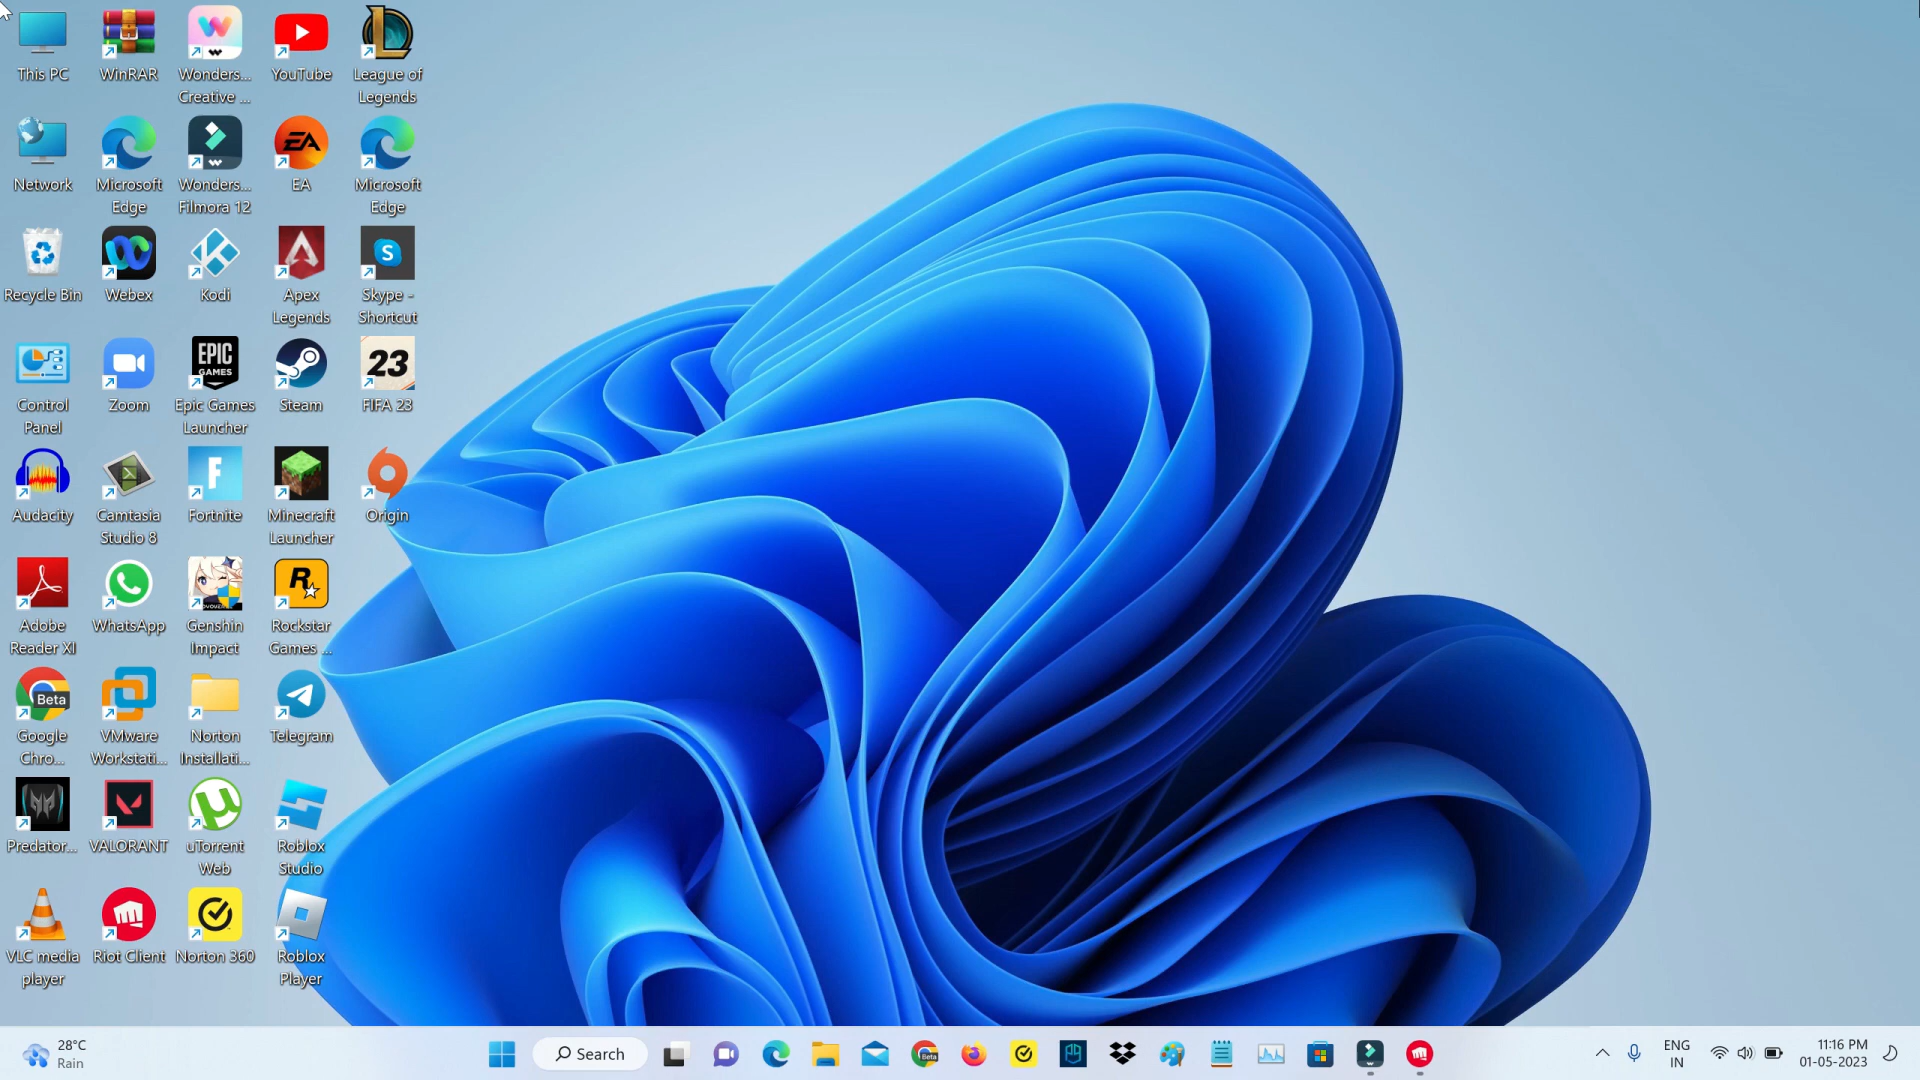 This PC
WinRAR
Wonders...
Creative ...
YouTube
League of
Legends
Network
Microsoft
Edge
Wonders...
Filmora 12
EA
EA
Microsoft
Edge
Recycle Bin
Webex
Kodi
Apex
Legends
S
Skype -
Shortcut
Control
Panel
Zoom
EPIC
GAMES
Epic Games
Launcher
Steam
23
FIFA 23
Audacity
Camtasia
Studio 8
F
Fortnite
Minecraft
Launcher
Origin
Adobe
Reader XI
WhatsApp
Genshin
Impact
R
Rockstar
Games ...
Beta
Google
Chro...
VMware
Workstati...
Norton
Installati...
Telegram
Predator...
VALORANT
µ
uTorrent
Web
Roblox
Studio
VLC media
player
Riot Client
Norton 360
Roblox
Player
28°C
Rain
Search
Beta
ENG
IN
11:16 PM
01-05-2023